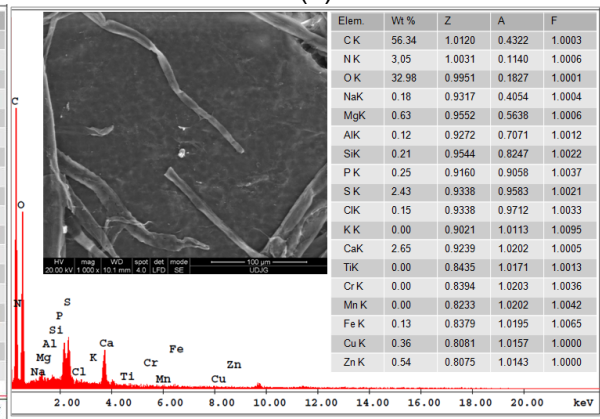 Elem. Wt % Z A F
C K 56.34 1.0120 0.4322 1.0003
N K 3,05 1.0031 0.1140 1.0006
O K 32.98 0.9951 0.1827 1.0001
NaK 0.18 0.9317 0.4054 1.0004
MgK 0.63 0.9552 0.5638 1.0006
AlK 0.12 0.9272 0.7071 1.0012
SiK 0.21 0.9544 0.8247 1.0022
P K 0.25 0.9160 0.9058 1.0037
S K 2.43 0.9338 0.9583 1.0021
ClK 0.15 0.9338 0.9712 1.0033
K K 0.00 0.9021 1.0113 1.0095
CaK 2.65 0.9239 1.0202 1.0005
TiK 0.00 0.8435 1.0171 1.0013
Cr K 0.00 0.8394 1.0203 1.0036
Mn K 0.00 0.8233 1.0202 1.0042
Fe K 0.13 0.8379 1.0195 1.0065
Cu K 0.36 0.8081 1.0157 1.0000
Zn K 0.54 0.8075 1.0143 1.0000
HV mag WD spot det mode 100 µm
20.00 kV 1 000 x 10.1 mm 4.0 LFD SE UDJG
C
O
N
S
P
Si
Al
Mg
Na
Cl
K
Ca
Ti
Cr
Mn
Fe
Cu
Zn
2.00 4.00 6.00 8.00 10.00 12.00 14.00 16.00 18.00 20.00 keV